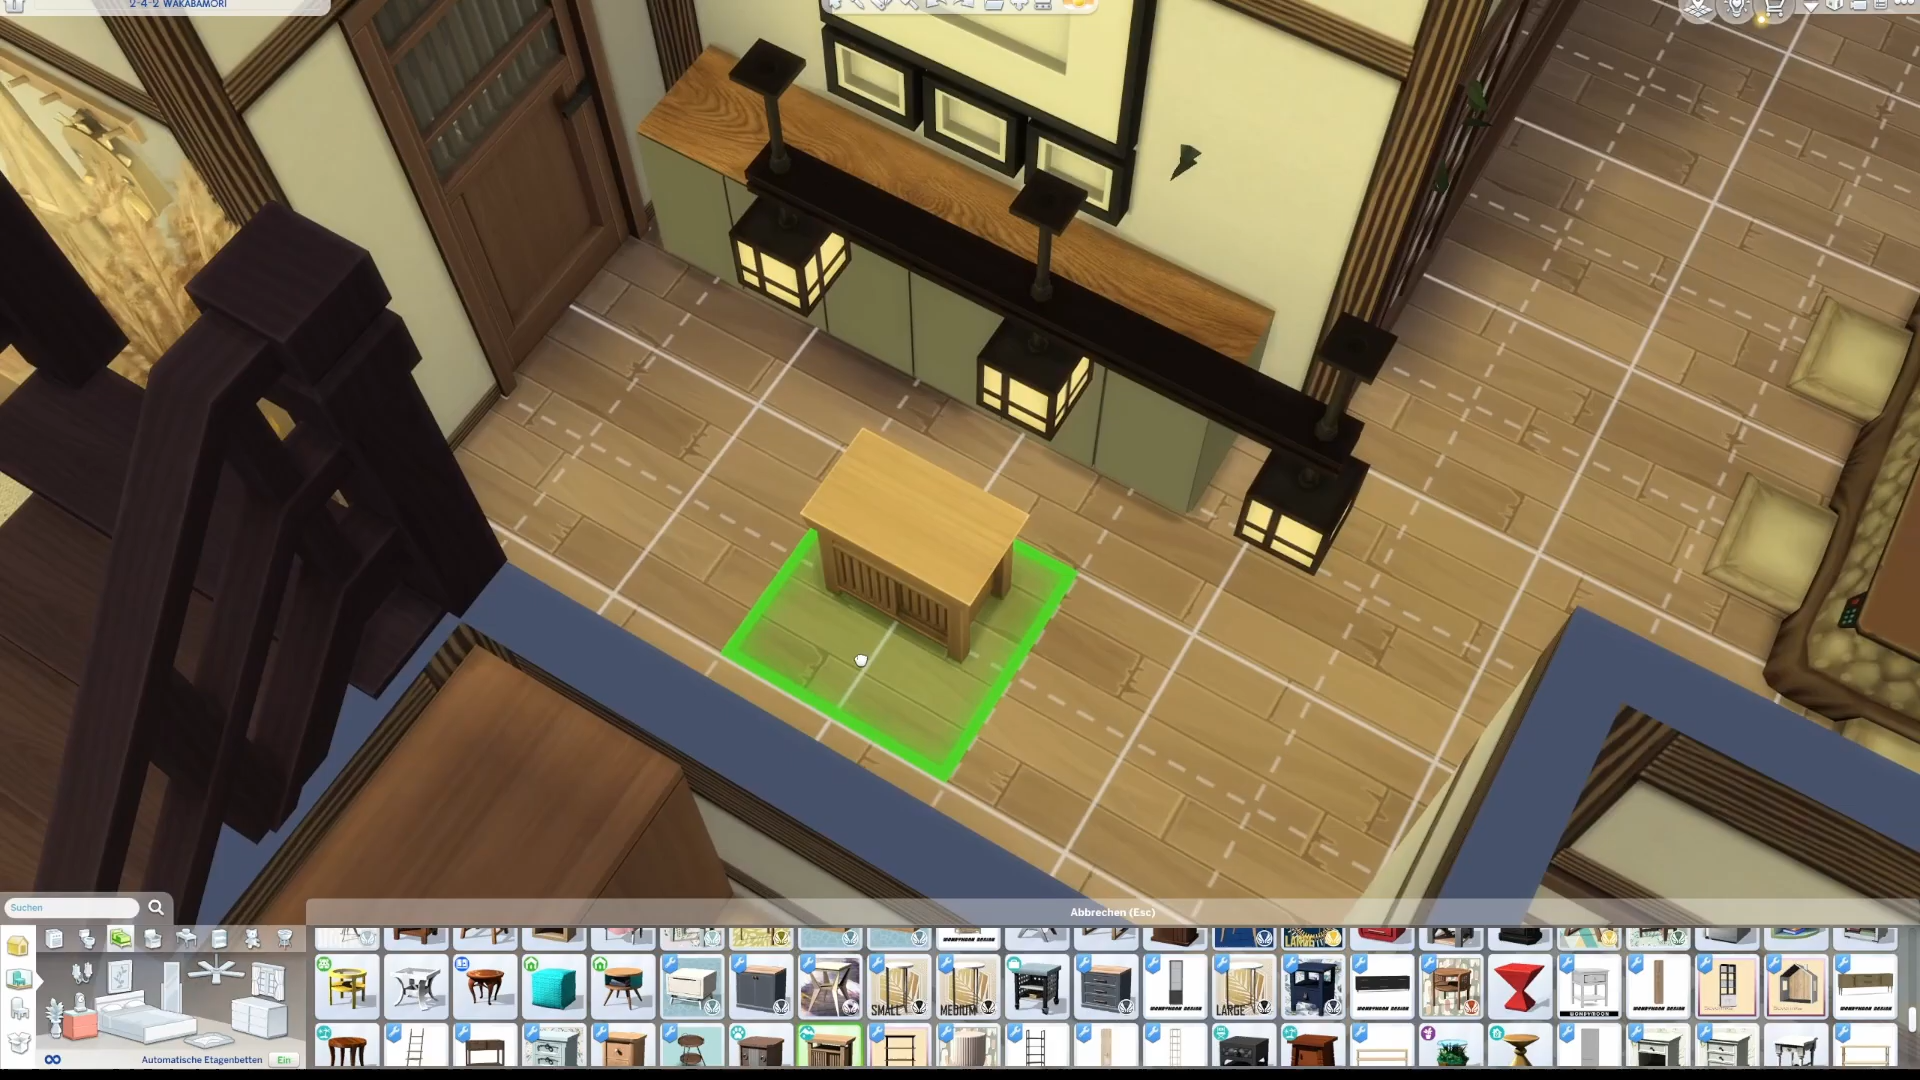 2-4-2 WAKABAMORI
Suchen
Abbrechen (Esc)
SMALL
MEDIUM
LARGE
Automatische Etagenbetten
Ein